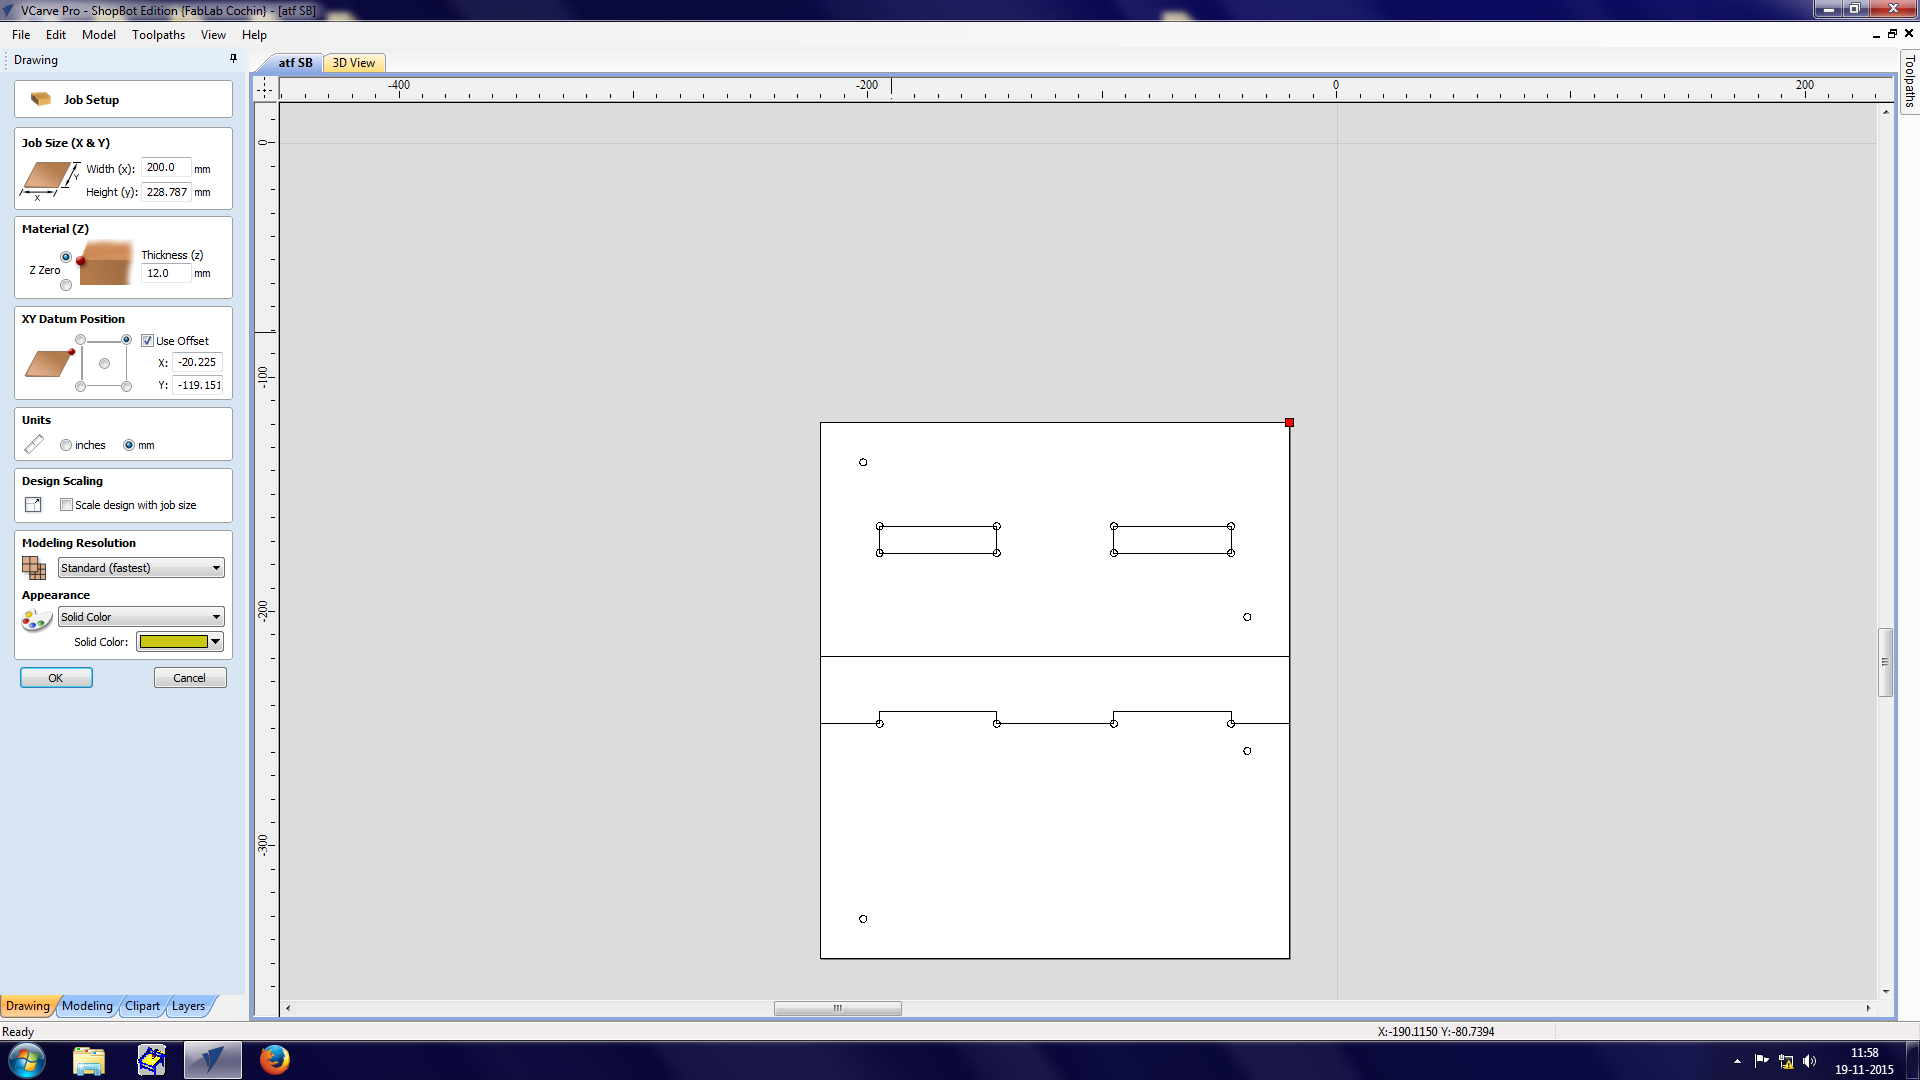 VCarve Pro - ShopBot Edition {FabLab Cochin} - [atf SB]
File Edit Model Toolpaths View Help
Drawing
atf SB 3D View
Toolpaths
-400 -200 0 200
0
-100
-200
-300
Job Setup
Job Size (X & Y)
Width (x): 200.0 mm
Height (y): 228.787 mm
Y
X
Material (Z)
Thickness (z)
Z Zero
12.0 mm
XY Datum Position
Use Offset
X: -20.225
Y: -119.151
Units
inches mm
Design Scaling
Scale design with job size
Modeling Resolution
Standard (fastest)
Appearance
Solid Color
Solid Color:
OK Cancel
Drawing Modeling Clipart Layers
Ready
X:-190.1150 Y:-80.7394
11:58
19-11-2015